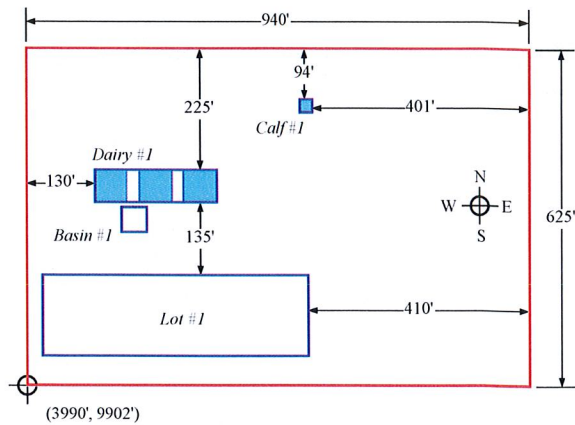 940'
94'
225'
401'
Calf #1
Dairy #1
130'
N
W E
S
625'
Basin #1
135'
410'
Lot #1
(3990', 9902')